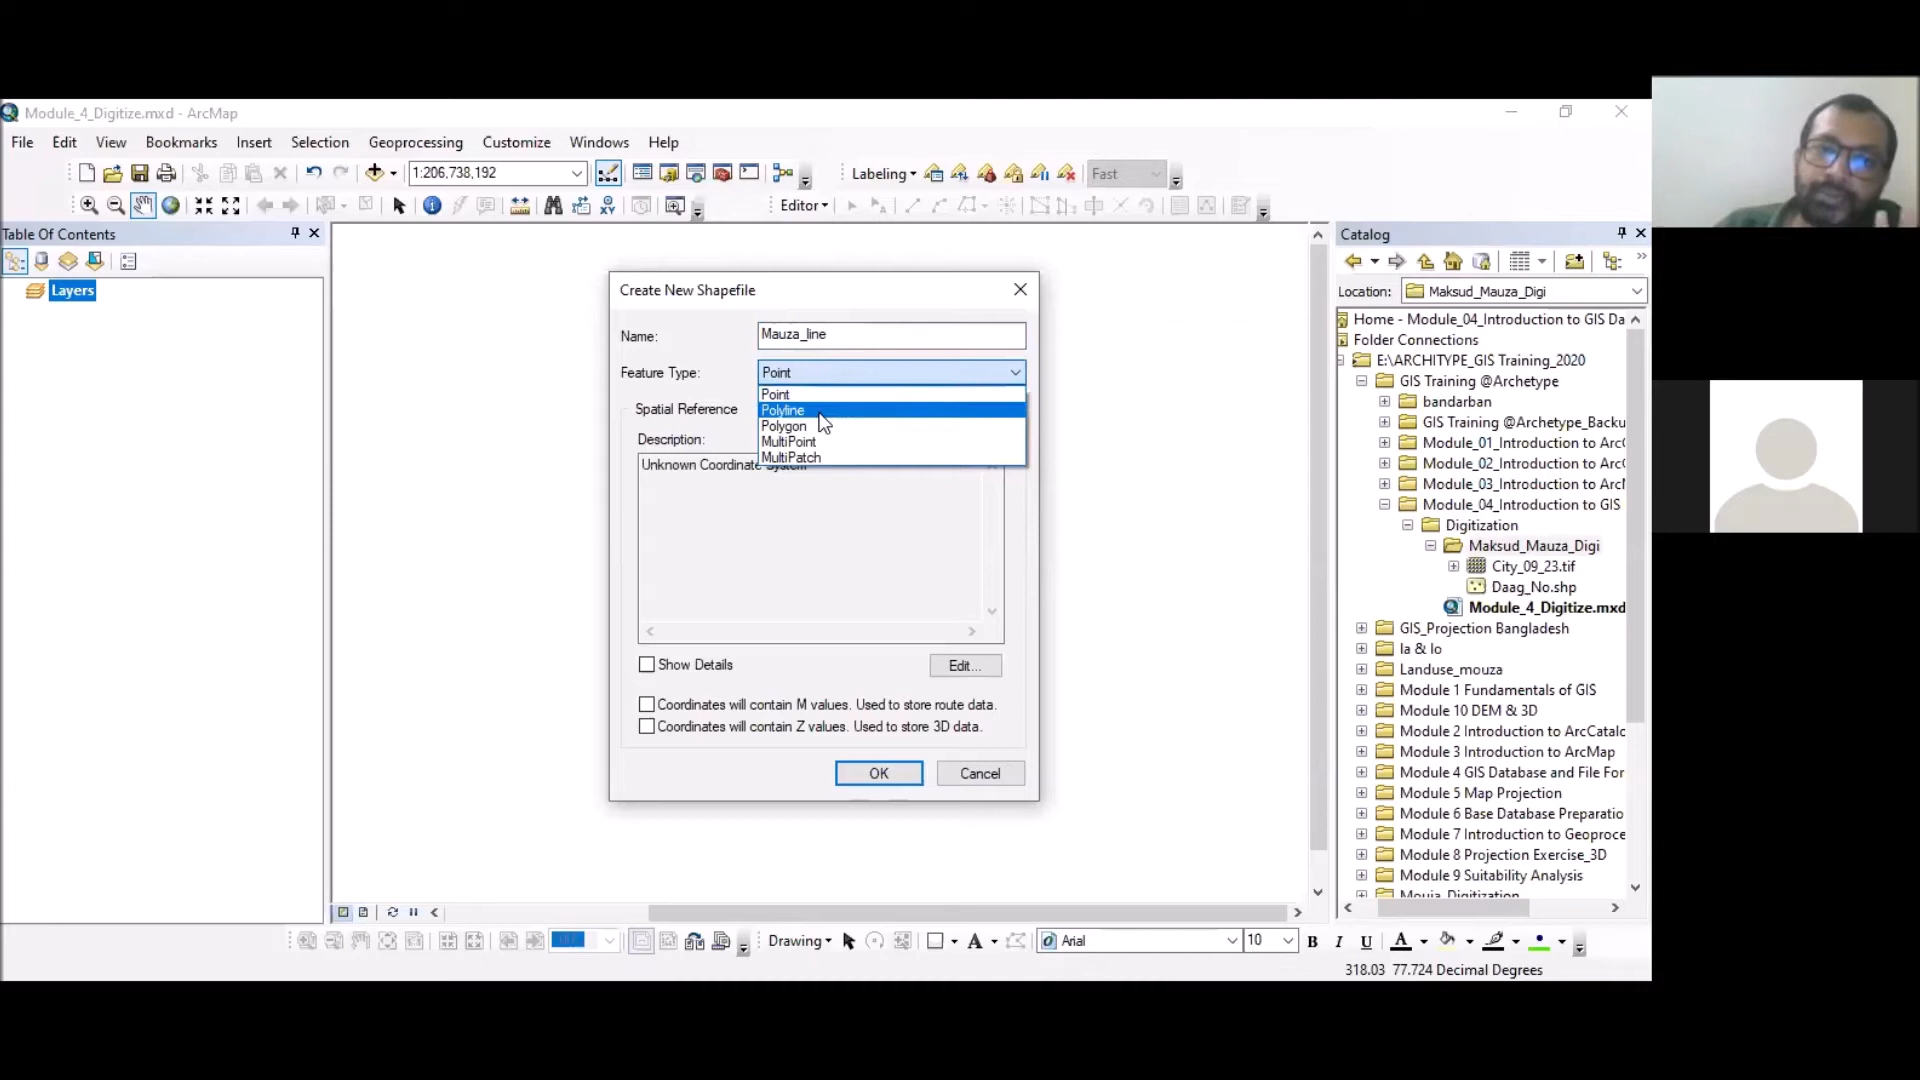 Module_4_Digitize.mxd - ArcMap
File Edit View Bookmarks Insert Selection Geoprocessing Customize Windows Help
1:206,738,192 Labeling Fast
Editor
Table Of Contents
Layers
Create New Shapefile
Name: Mauza_line
Feature Type: Point
Point
Polyline
Polygon
MultiPoint
MultiPatch
Spatial Reference
Description:
Unknown Coordinate System
Show Details
Edit...
Coordinates will contain M values. Used to store route data.
Coordinates will contain Z values. Used to store 3D data.
OK Cancel
Catalog
Location: Maksud_Mauza_Digi
Home - Module_04_Introduction to GIS Da
Folder Connections
E:\ARCHITYPE_GIS Training_2020
GIS Training @Archetype
bandarban
GIS Training @Archetype_Backu
Module_01_Introduction to Arc
Module_02_Introduction to Arc
Module_03_Introduction to Arc
Module_04_Introduction to GIS
Digitization
Maksud_Mauza_Digi
City_09_23.tif
Daag_No.shp
Module_4_Digitize.mxd
GIS_Projection Bangladesh
la & lo
Landuse_mouza
Module 1 Fundamentals of GIS
Module 10 DEM & 3D
Module 2 Introduction to ArcCatalc
Module 3 Introduction to ArcMap
Module 4 GIS Database and File For
Module 5 Map Projection
Module 6 Base Database Preparatio
Module 7 Introduction to Geoproce
Module 8 Projection Exercise_3D
Module 9 Suitability Analysis
Mouja_Digitization
Drawing Arial 10 B I U A
318.03 77.724 Decimal Degrees